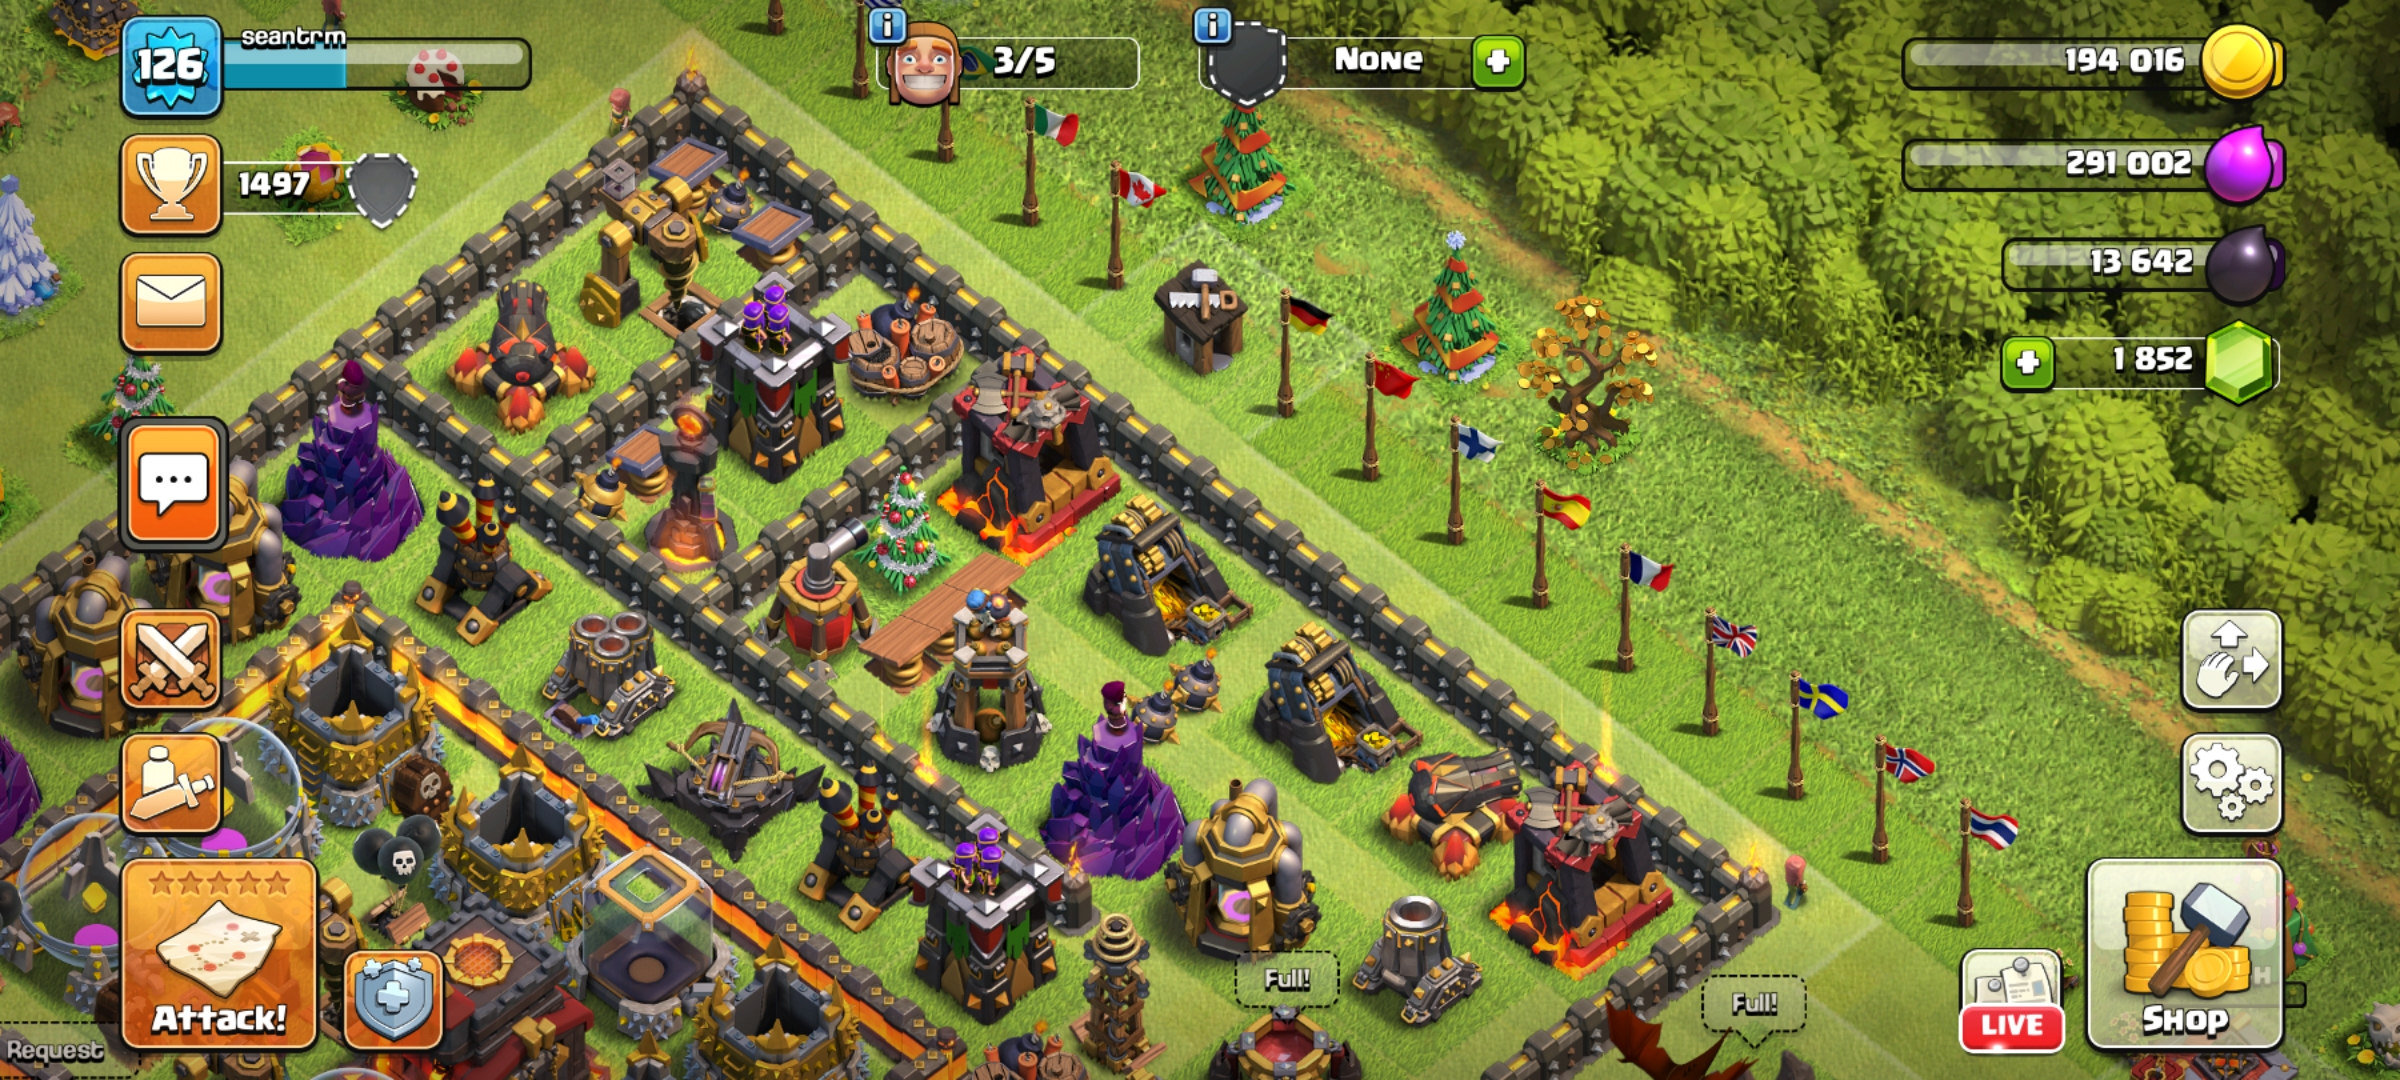 126
seantrm
3/5
None
194 016
1497
291 002
13 642
1 852
Full!
Full!
Attack!
Shop
LIVE
Request